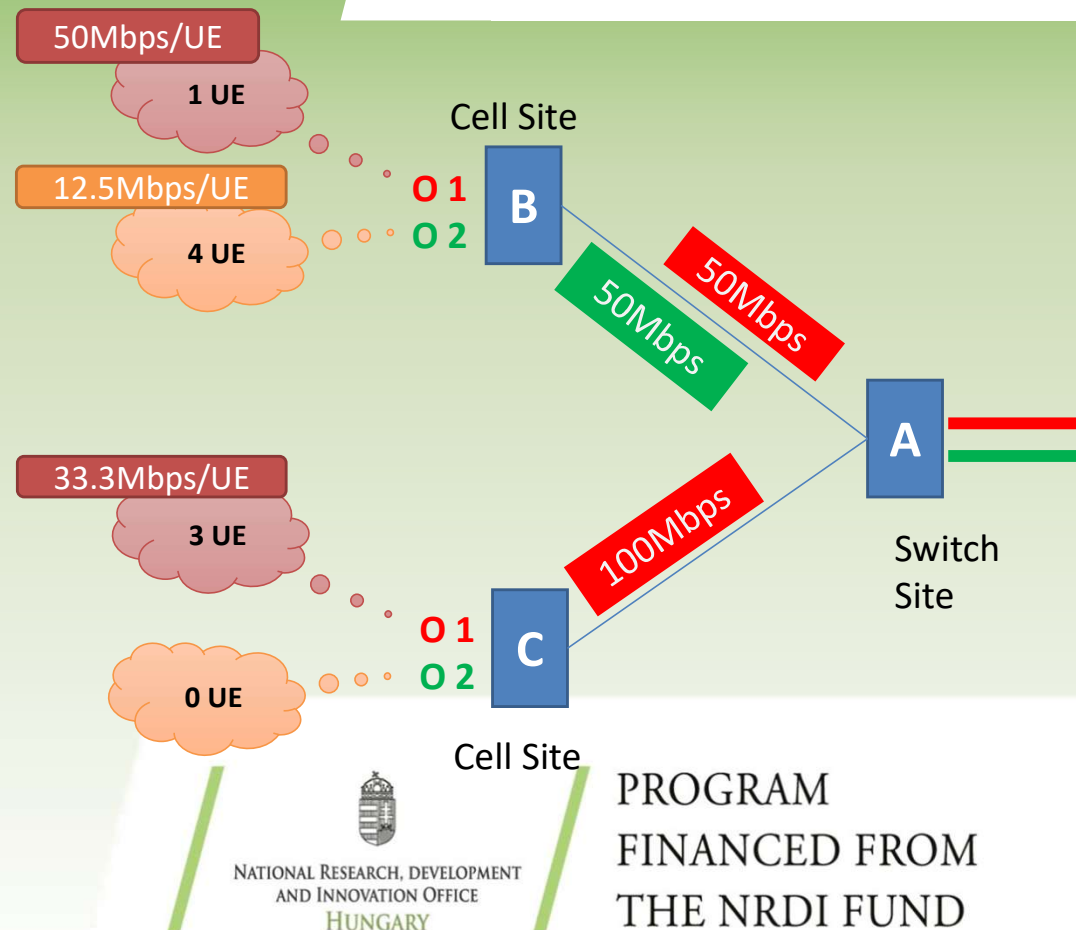 50Mbps/UE
1 UE
Cell Site
12.5Mbps/UE
O 1
B
O 2
4 UE
50Mbps
50Mbps
A
33.3Mbps/UE
100Mbps
3 UE
Switch
Site
O 1
C
O 2
0 UE
Cell Site
PROGRAM
FINANCED FROM
THE NRDI FUND
NATIONAL RESEARCH, DEVELOPMENT
AND INNOVATION OFFICE
HUNGARY